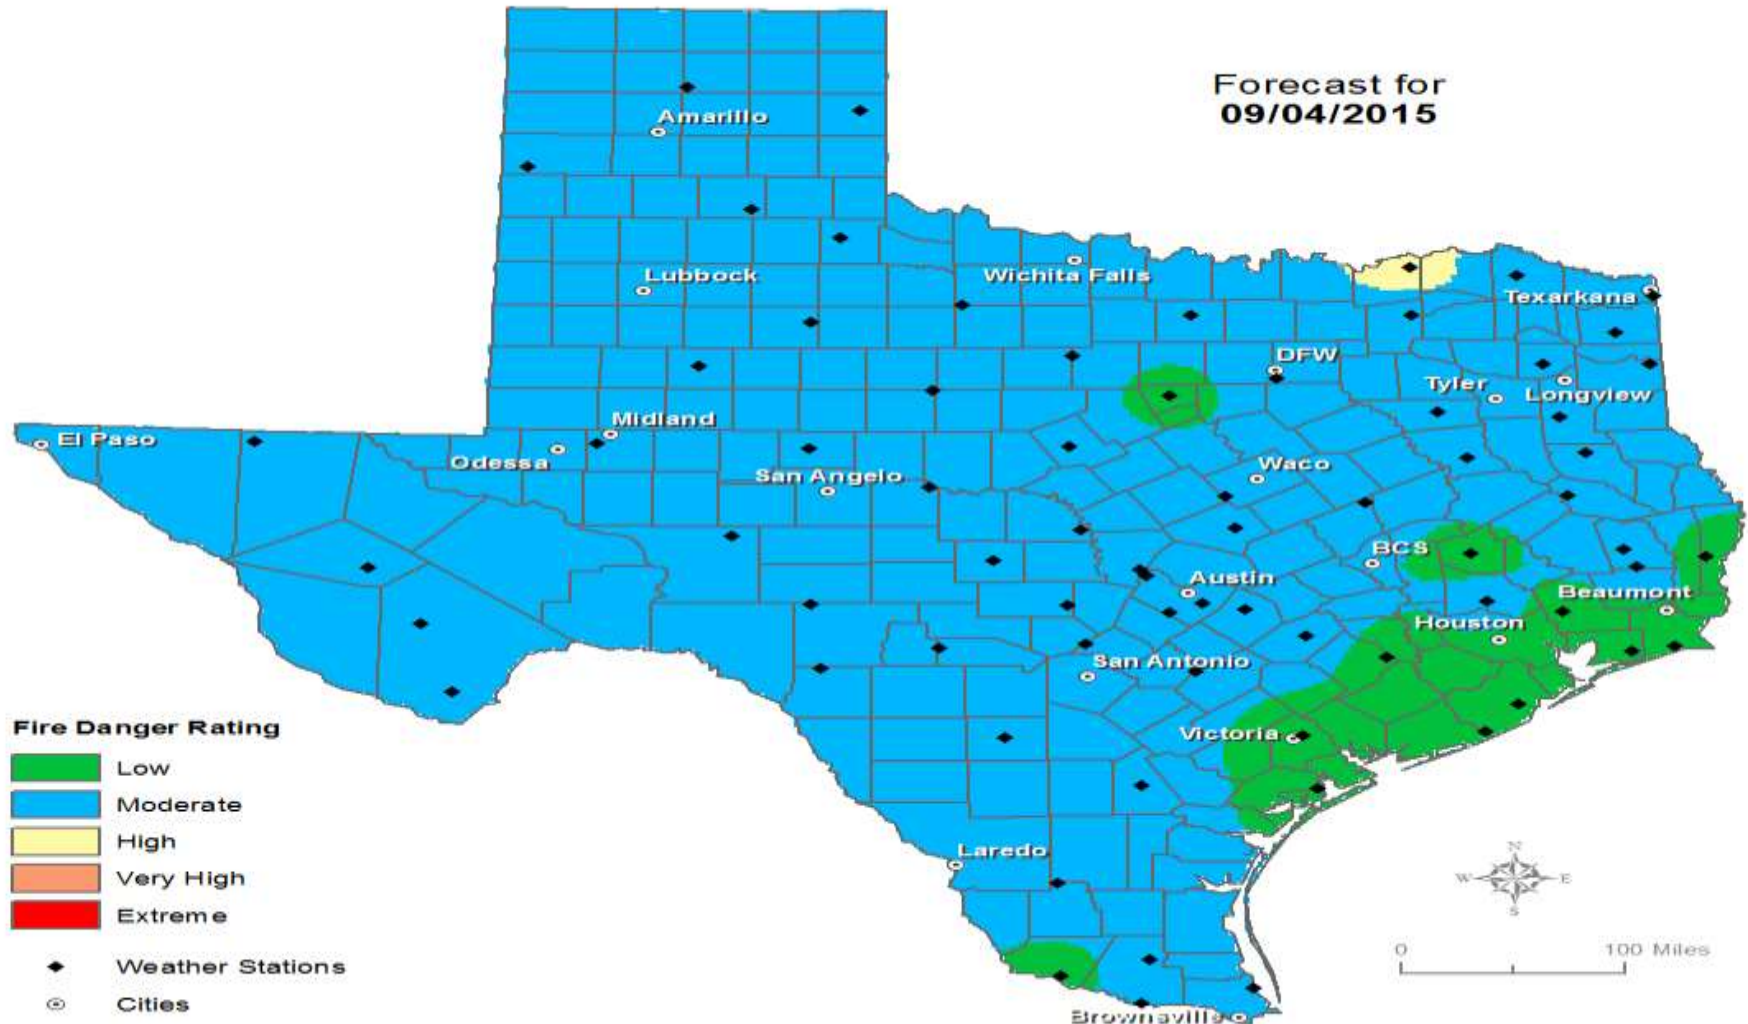 Forecast for
09/04/2015
Amarillo
Lubbock
Wichita Falls
Texarkana
DFW
Tyler
Longview
Midland
El Paso
Odessa
San Angelo
Waco
BCS
Austin
Beaumont
Houston
San Antonio
Victoria
Laredo
Brownsville
Fire Danger Rating
Low
Moderate
High
Very High
Extreme
Weather Stations
Cities
N
W E
S
0 100 Miles